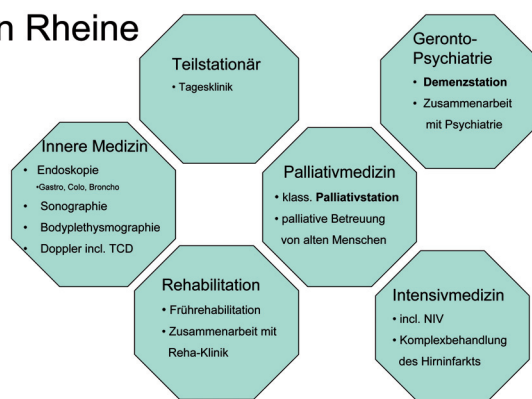 n Rheine
Teilstationär
• Tagesklinik
Geronto-
Psychiatrie
• Demenzstation
• Zusammenarbeit
mit Psychiatrie
Innere Medizin
• Endoskopie
•Gastro, Colo, Broncho
• Sonographie
• Bodyplethysmographie
• Doppler incl. TCD
Palliativmedizin
• klass. Palliativstation
• palliative Betreuung
von alten Menschen
Rehabilitation
• Frührehabilitation
• Zusammenarbeit mit
Reha-Klinik
Intensivmedizin
• incl. NIV
• Komplexbehandlung
des Hirninfarkts